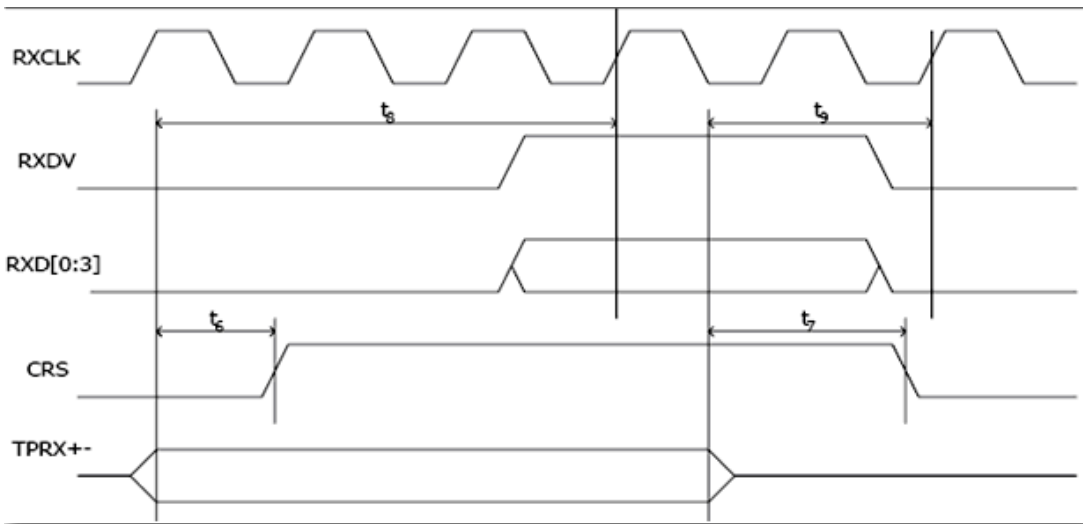 RXCLK
t8
t9
RXDV
RXD[0:3]
t6
t7
CRS
TPRX+-